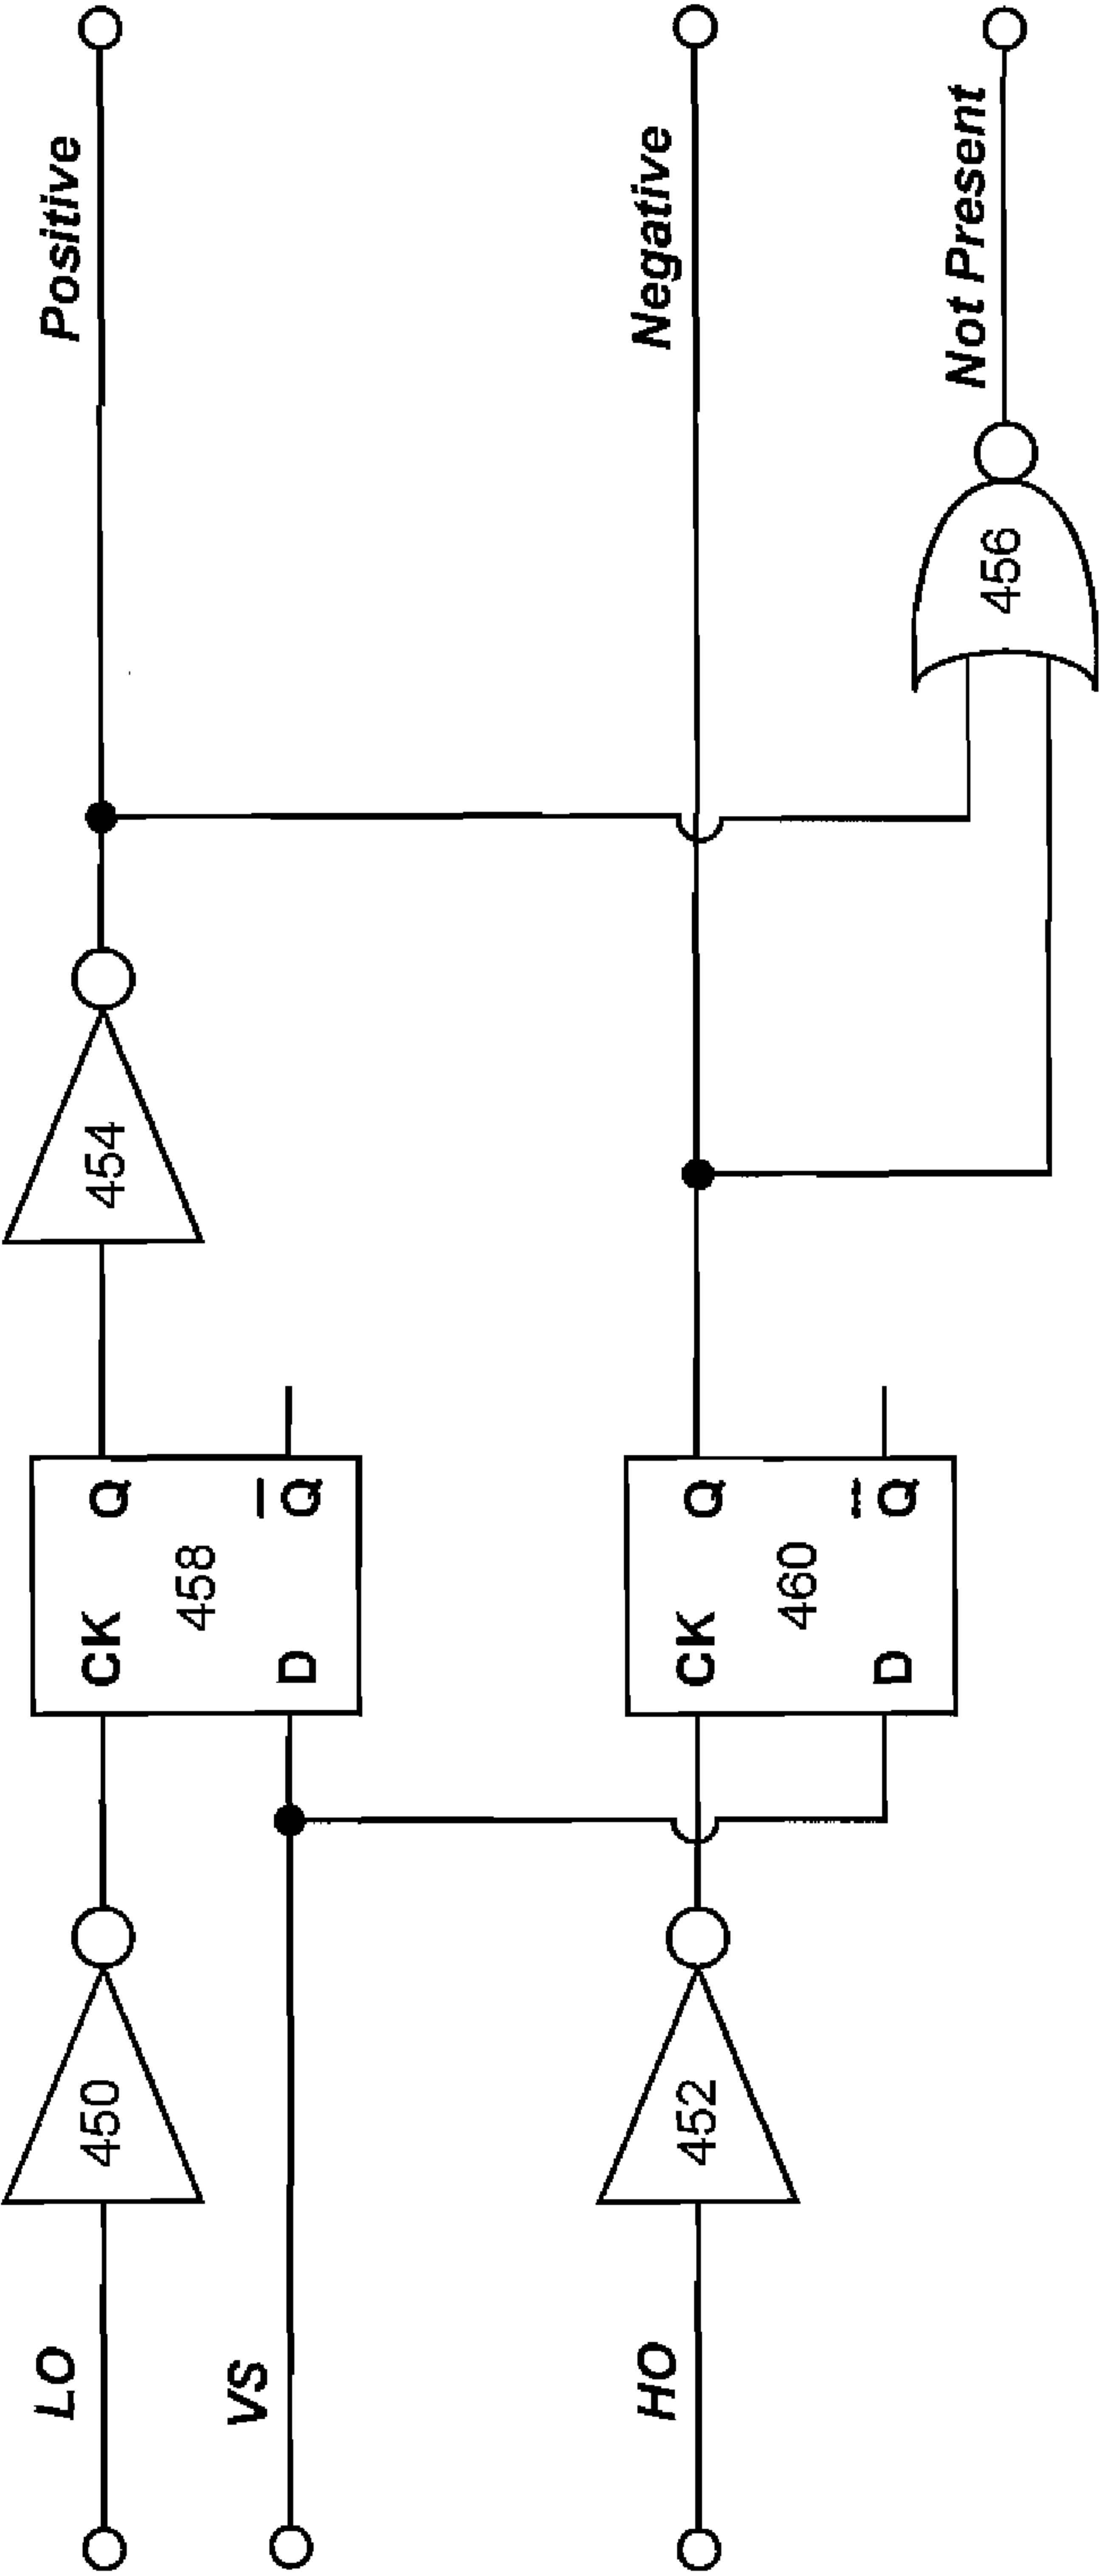 LO
450
CK
Q
458
D
Q̅
454
Positive
VS
HO
452
CK
Q
460
D
Q̅
Negative
456
Not Present